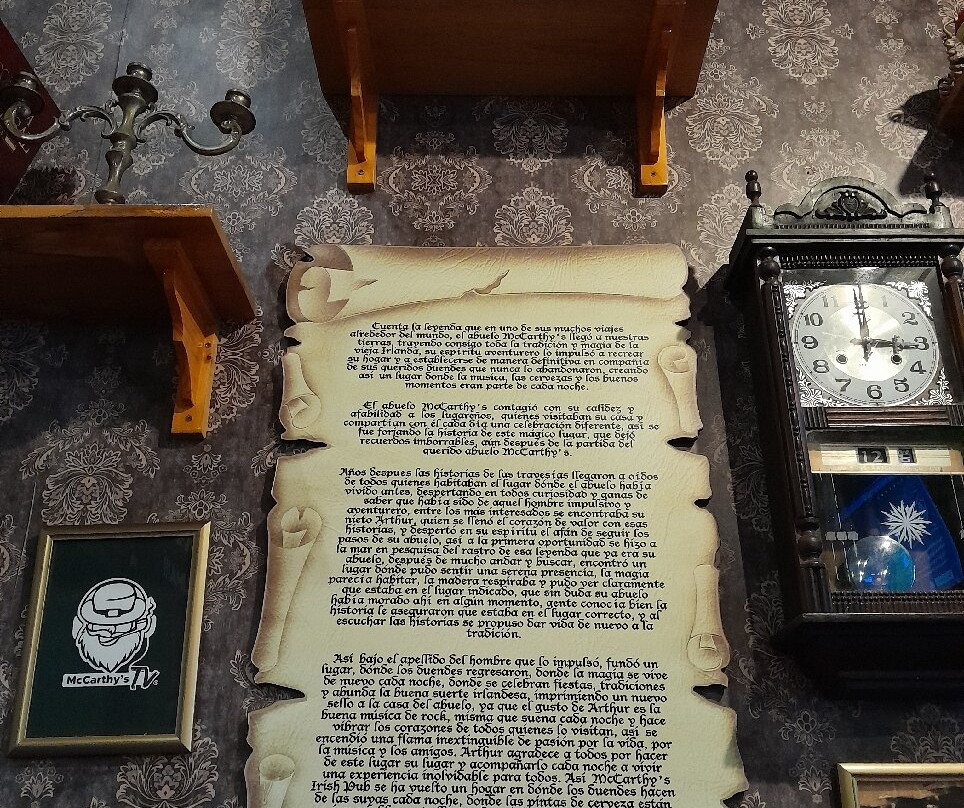 Cuenta la leyenda que en uno de sus muchos viajes
alrededor del mundo, el abuelo McCarthy's llegó a nuestras
tierras, trayendo consigo toda la tradición y magia de la
vieja Irlanda, su espíritu aventurero lo impulsó a recrear
su hogar y a establecerse de manera definitiva en compañia
de sus queridos duendes que nunca lo abandonaron, creando
así un lugar donde la musica, las cervezas y los buenos
momentos eran parte de cada noche.
El abuelo McCarthy's contagió con su calidez y
afabilidad a los lugareños, quienes visitaban su casa y
compartian con él cada dia una celebración diferente, así se
fue forjando la historia de este mágico lugar, que dejó
recuerdos imborrables, aún después de la partida del
querido abuelo McCarthy's.
Años despues las historias de las travesías llegaron a oidos
de todos quienes habitaban el lugar donde el abuelo había
vivido antes, despertando en todos curiosidad y ganas de
saber que había sido de aquel hombre impulsivo y
aventurero, entre los más interesados se encontraba su
nieto Arthur, quien se llenó el corazón de valor con esas
historias, y despertó en su espíritu el afán de seguir los
pasos de su abuelo, así a la primera oportunidad se hizo a
la mar en pesquisa del rastro de esa leyenda que ya era su
abuelo, después de mucho andar y buscar, encontró un
lugar donde pudo sentir una serena presencia, la magia
parecía habitar, la madera respiraba y pudo ver claramente
que estaba en el lugar indicado, que sin duda su abuelo
había morado ahí en algún momento, gente conocía bien la
historia le aseguraron que estaba en el lugar correcto, y al
escuchar las historias se propuso dar vida de nuevo a la
tradición.
Así bajo el apellido del hombre que lo impulsó, fundó un
lugar, dónde los duendes regresaron, donde la magia se vive
de nuevo cada noche, donde se celebran fiestas, tradiciones
y abunda la buena suerte irlandesa, imprimiendo un nuevo
sello a la casa del abuelo, ya que el gusto de Arthur es la
buena música de rock, misma que suena cada noche y hace
vibrar los corazones de todos quienes lo visitan, así se
encendió una flama inextinguible de pasión por la vida, por
la música y los amigos. Arthur agradece a todos por hacer
de este lugar su lugar y acompañarlo cada noche a vivir
una experiencia inolvidable para todos. Así McCarthy's
Irish Pub se ha vuelto un hogar en donde los duendes hacen
de las suyas cada noche, donde las pintas de cerveza están
McCarthy's TV
12
10 2
9 3
8 4
7 6 5
12